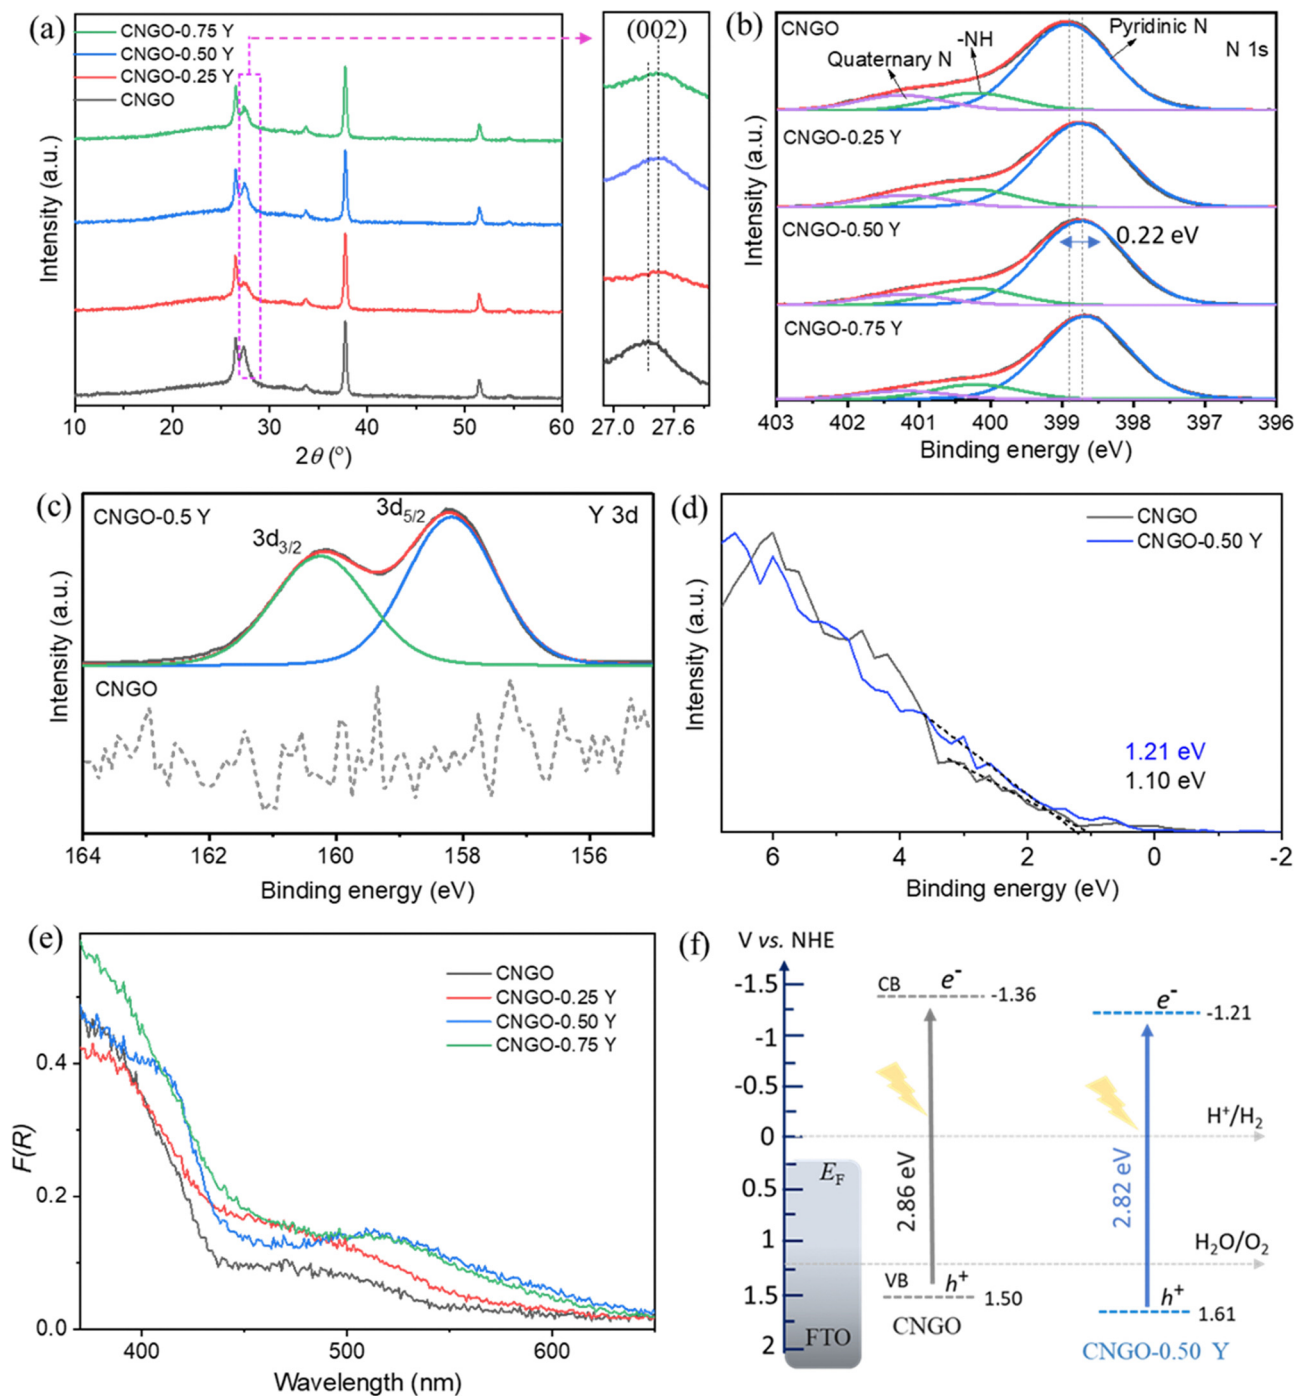 (a)
CNGO-0.75 Y
CNGO-0.50 Y
CNGO-0.25 Y
CNGO
(002)
Intensity (a.u.)
10 20 30 40 50 60
27.0 27.6
2θ (°)
(b)
CNGO
Quaternary N
-NH
Pyridinic N
N 1s
CNGO-0.25 Y
CNGO-0.50 Y
0.22 eV
CNGO-0.75 Y
Intensity (a.u.)
403 402 401 400 399 398 397 396
Binding energy (eV)
(c)
CNGO-0.5 Y
3d3/2
3d5/2
Y 3d
CNGO
Intensity (a.u.)
164 162 160 158 156
Binding energy (eV)
(d)
CNGO
CNGO-0.50 Y
1.21 eV
1.10 eV
Intensity (a.u.)
6 4 2 0 -2
Binding energy (eV)
(e)
CNGO
CNGO-0.25 Y
CNGO-0.50 Y
CNGO-0.75 Y
F(R)
0.4
0.2
0.0
400 500 600
Wavelength (nm)
(f)
V vs. NHE
-1.5
-1
-0.5
0
0.5
1
1.5
2
CB e- -1.36
e- -1.21
H+/H2
EF
2.86 eV
2.82 eV
H2O/O2
VB h+ 1.50
h+ 1.61
FTO
CNGO
CNGO-0.50 Y